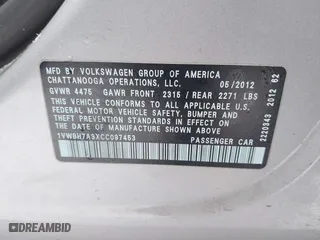 MFD. BY VOLKSWAGEN GROUP OF AMERICA
CHATTANOOGA OPERATIONS, LLC. 05/2012
GVWR 4476 GAWR FRONT 2315 / REAR 2271 LBS
THIS VEHICLE CONFORMS TO ALL APPLICABLE U.S.
FEDERAL MOTOR VEHICLE SAFETY, BUMPER AND
THEFT PREVENTION STANDARDS IN EFFECT ON THE
DATE OF MANUFACTURE SHOWN ABOVE.
PASSENGER CAR
2220343 2012 62